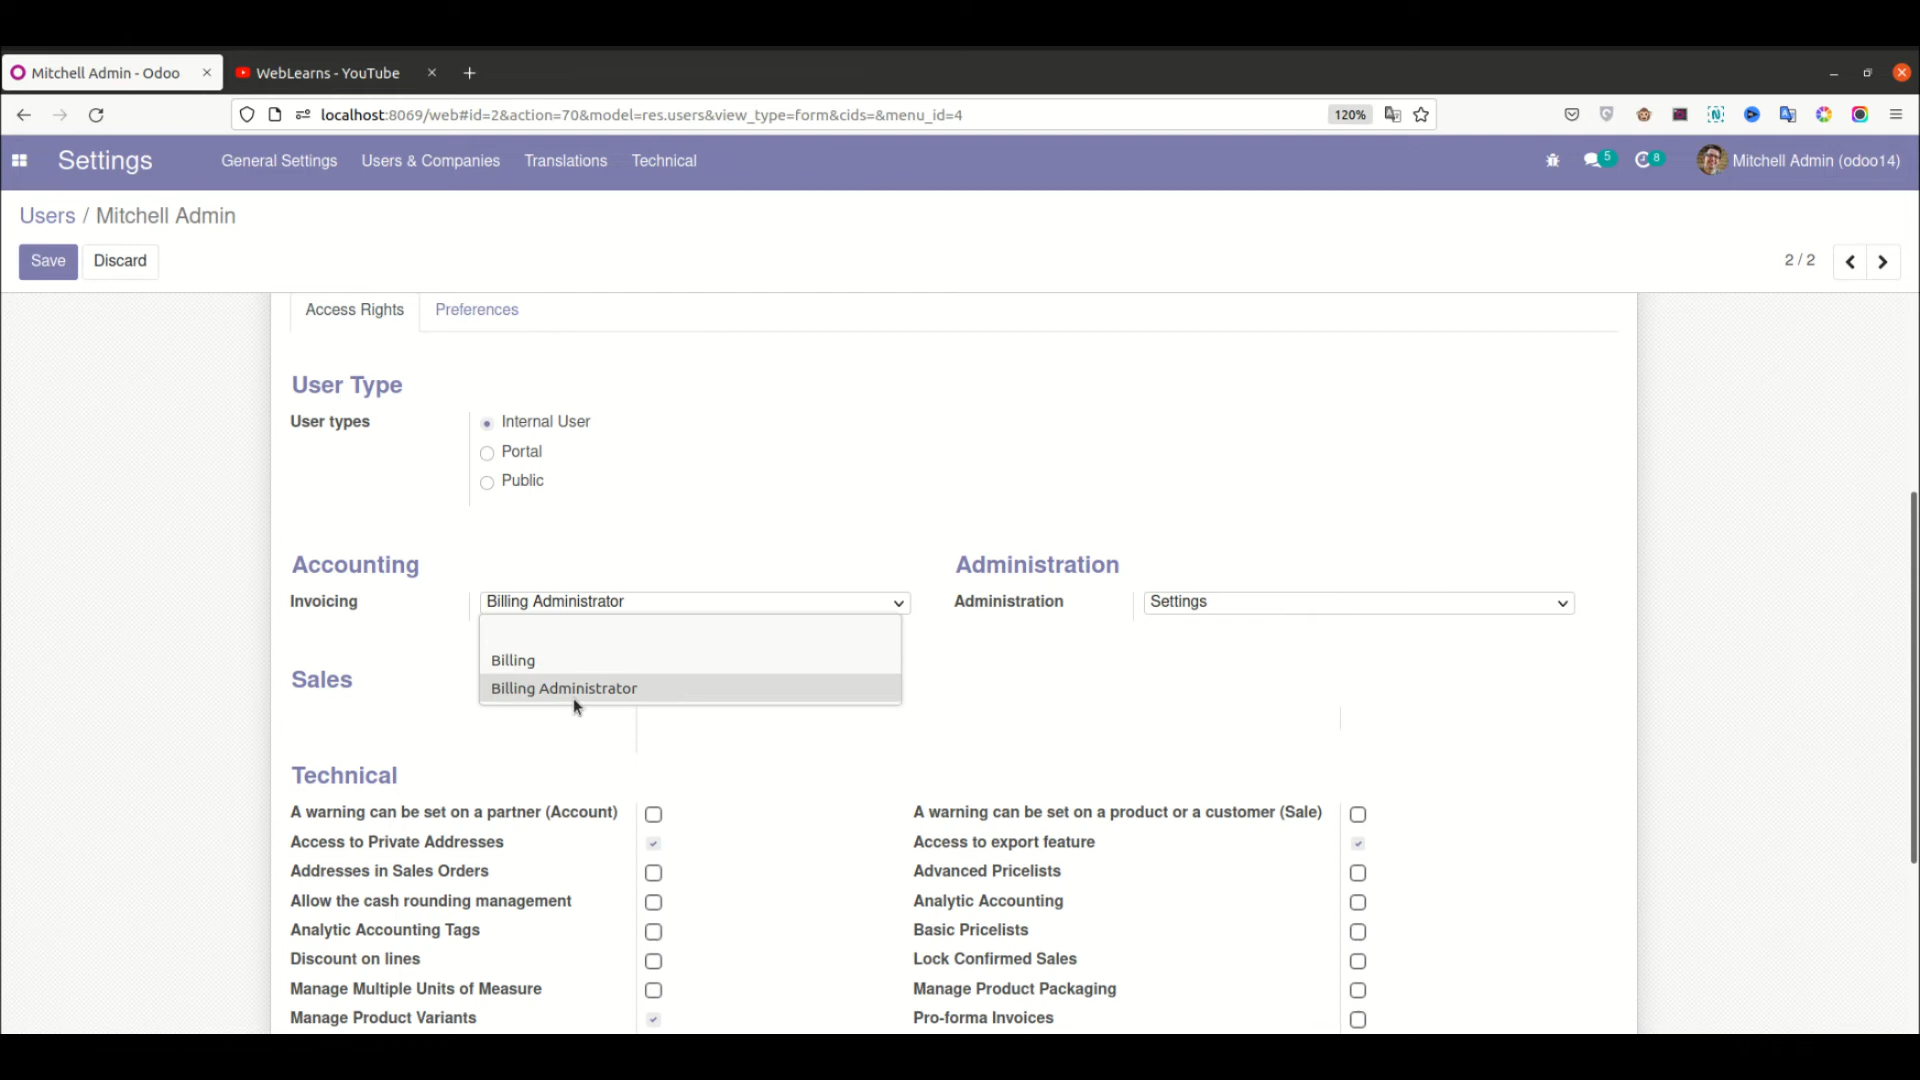 Mitchell Admin - Odoo
WebLearns - YouTube
localhost:8069/web#id=2&action=70&model=res.users&view_type=form&cids=&menu_id=4
120%
Settings
General Settings
Users & Companies
Translations
Technical
5
8
Mitchell Admin (odoo14)
Users / Mitchell Admin
Save
Discard
2 / 2
Access Rights
Preferences
User Type
User types
Internal User
Portal
Public
Accounting
Administration
Invoicing
Billing Administrator
Administration
Settings
Billing
Billing Administrator
Sales
Technical
A warning can be set on a partner (Account)
A warning can be set on a product or a customer (Sale)
Access to Private Addresses
Access to export feature
Addresses in Sales Orders
Advanced Pricelists
Allow the cash rounding management
Analytic Accounting
Analytic Accounting Tags
Basic Pricelists
Discount on lines
Lock Confirmed Sales
Manage Multiple Units of Measure
Manage Product Packaging
Manage Product Variants
Pro-forma Invoices